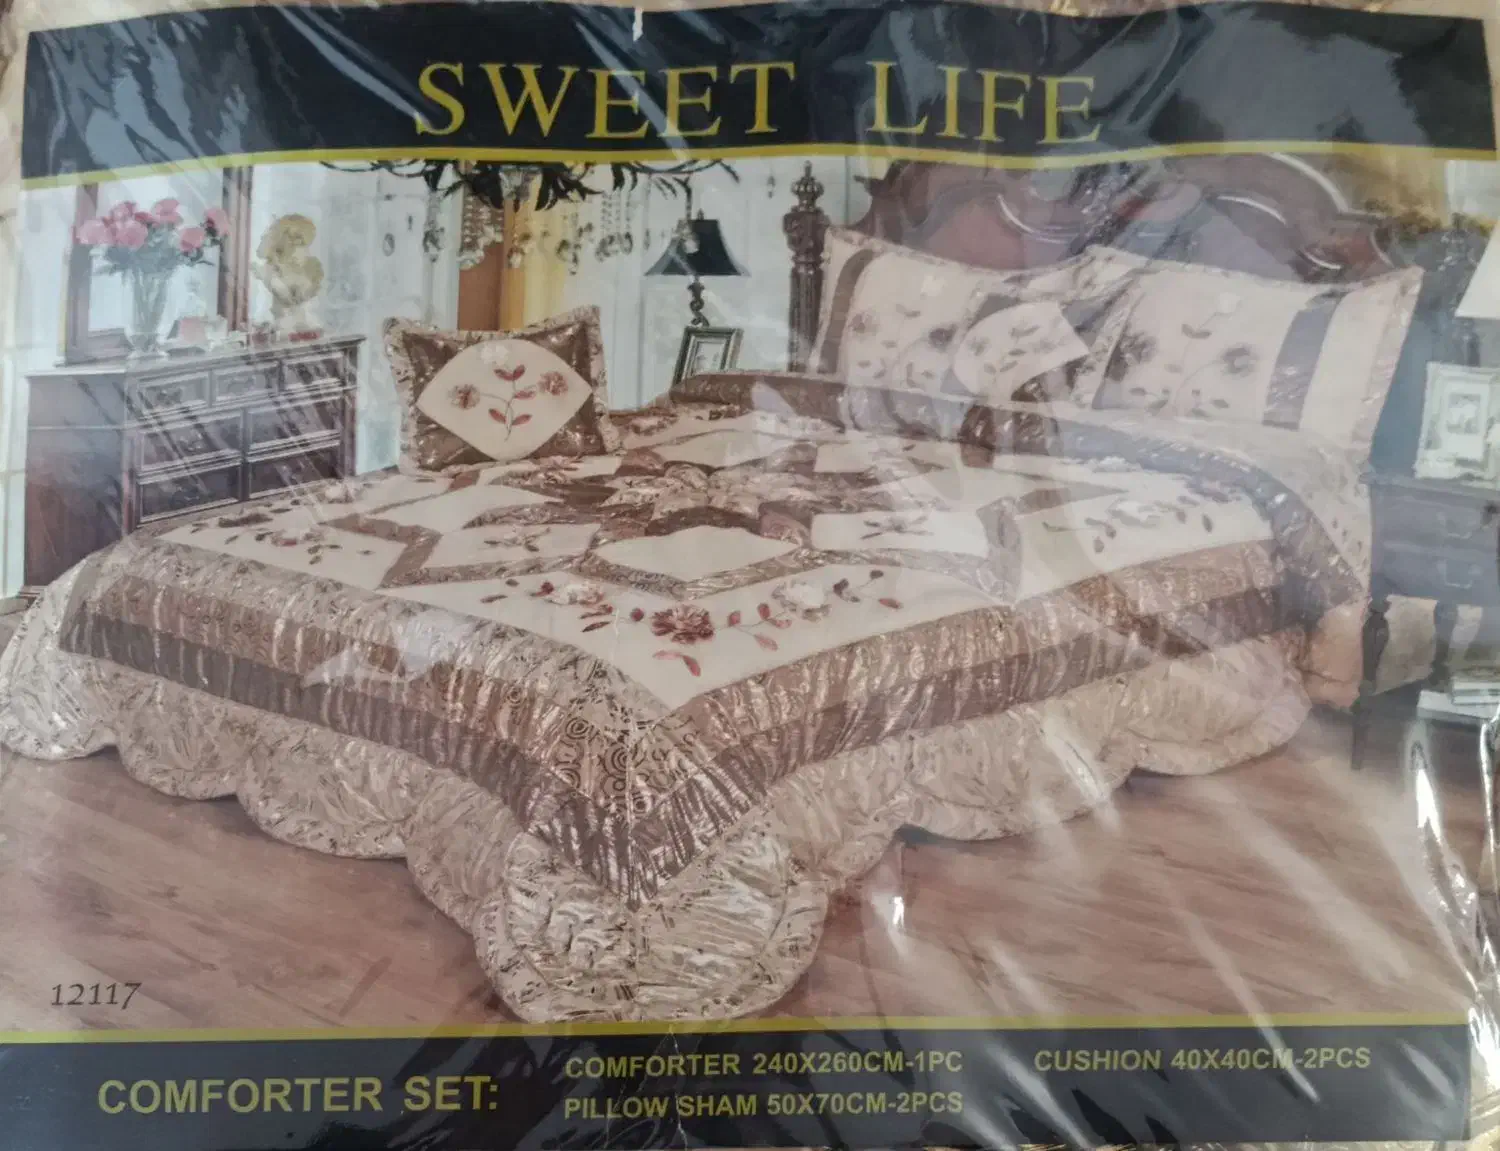 SWEET LIFE
12117
COMFORTER SET:
COMFORTER 240X260CM-1PC
PILLOW SHAM 50X70CM-2PCS
CUSHION 40X40CM-2PCS